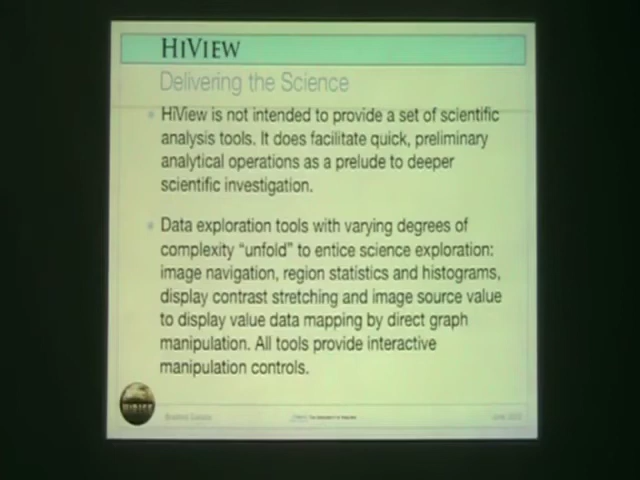 HiView
Delivering the Science
HiView is not intended to provide a set of scientific
analysis tools. It does facilitate quick, preliminary
analytical operations as a prelude to deeper
scientific investigation.
Data exploration tools with varying degrees of
complexity “unfold” to entice science exploration:
image navigation, region statistics and histograms,
display contrast stretching and image source value
to display value data mapping by direct graph
manipulation. All tools provide interactive
manipulation controls.
HiRISE